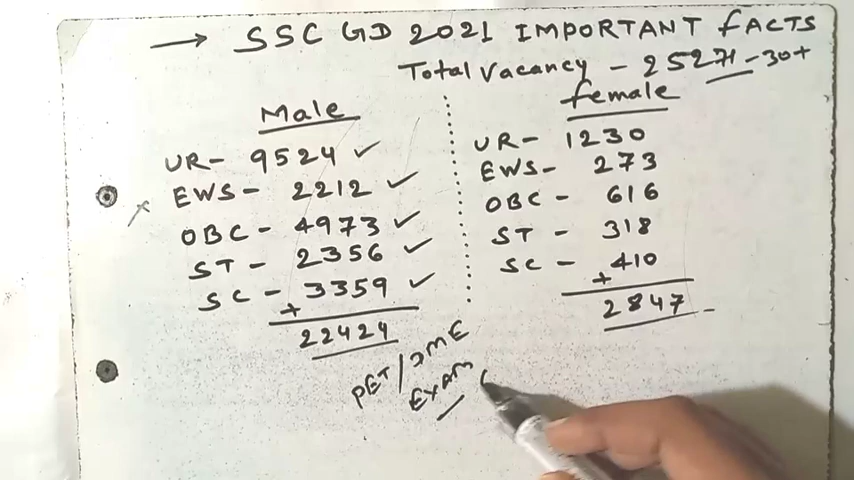 → SSC GD 2021 IMPORTANT FACTS
Total Vacancy - 25271 - 30+
Male
UR- 9524 ✓
EWS- 2212 ✓
OBC- 4973 ✓
ST- 2356 ✓
SC- 3359 ✓
+
22424
female
UR- 1230
EWS- 273
OBC- 616
ST- 318
SC- 410
+
2847
PET/DME
EXAM